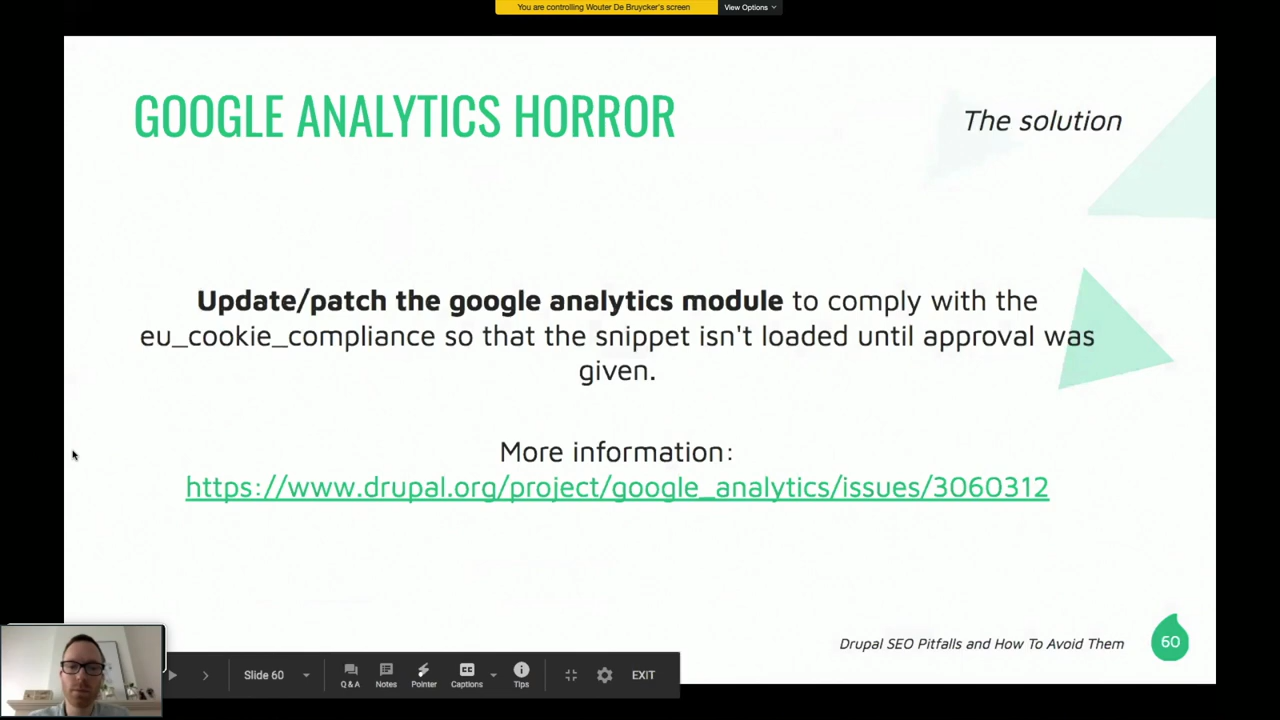 You are controlling Wouter De Bruycker's screen
View Options
GOOGLE ANALYTICS HORROR
The solution
Update/patch the google analytics module to comply with the
eu_cookie_compliance so that the snippet isn't loaded until approval was
given.
More information:
https://www.drupal.org/project/google_analytics/issues/3060312
Drupal SEO Pitfalls and How To Avoid Them
60
Slide 60
Q & A
Notes
Pointer
CC
Captions
Tips
EXIT